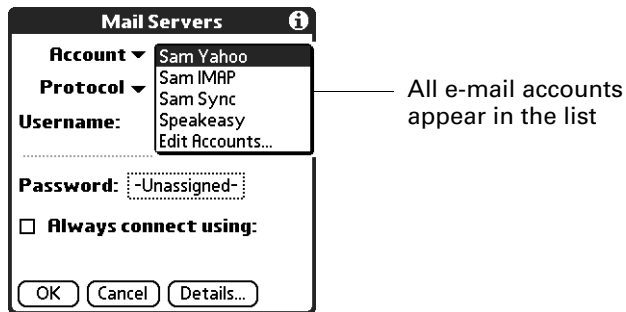 Mail Servers
Account
Sam Yahoo
Sam IMAP
Protocol
Sam Sync
Username:
Speakeasy
Edit Accounts...
Password: -Unassigned-
Always connect using:
OK Cancel Details...
All e-mail accounts
appear in the list